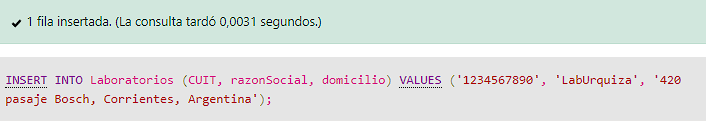 1 fila insertada. (La consulta tardó 0,0031 segundos.)
INSERT INTO Laboratorios (CUIT, razonSocial, domicilio) VALUES ('1234567890', 'LabUrquiza', '420
pasaje Bosch, Corrientes, Argentina');